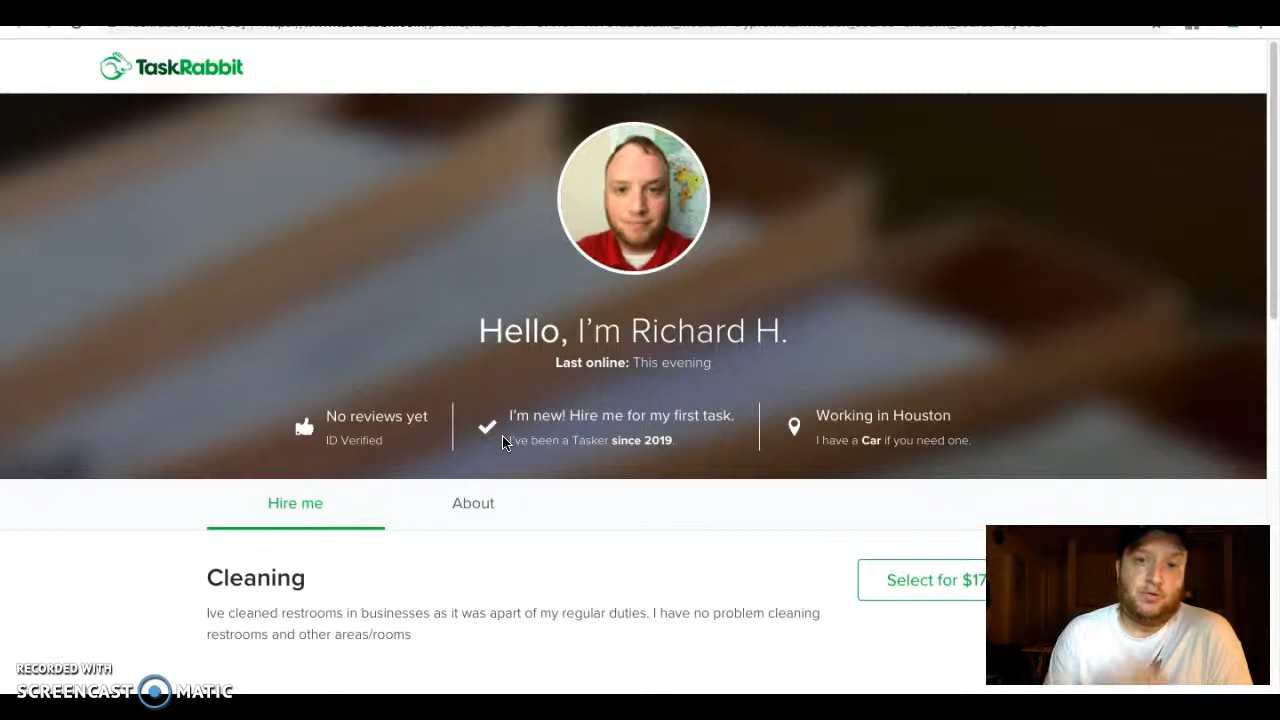 TaskRabbit
Hello, I'm Richard H.
Last online: This evening
No reviews yet
ID Verified
I'm new! Hire me for my first task.
I've been a Tasker since 2019.
Working in Houston
I have a Car if you need one.
Hire me
About
Cleaning
Select for $17
Ive cleaned restrooms in businesses as it was apart of my regular duties. I have no problem cleaning
restrooms and other areas/rooms
RECORDED WITH
SCREENCAST MATIC